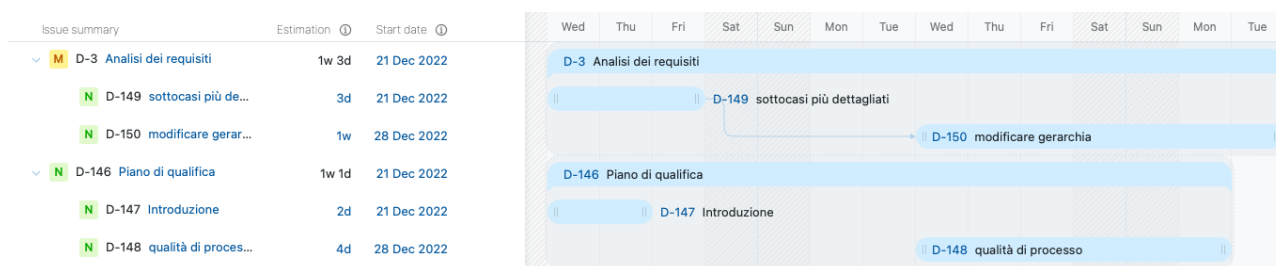 Issue summary Estimation Start date Wed Thu Fri Sat Sun Mon Tue Wed Thu Fri Sat Sun Mon Tue
M D-3 Analisi dei requisiti 1w 3d 21 Dec 2022 D-3 Analisi dei requisiti
N D-149 sottocasi più de... 3d 21 Dec 2022 D-149 sottocasi più dettagliati
N D-150 modificare gerar... 1w 28 Dec 2022 D-150 modificare gerarchia
N D-146 Piano di qualifica 1w 1d 21 Dec 2022 D-146 Piano di qualifica
N D-147 Introduzione 2d 21 Dec 2022 D-147 Introduzione
N D-148 qualità di proces... 4d 28 Dec 2022 D-148 qualità di processo